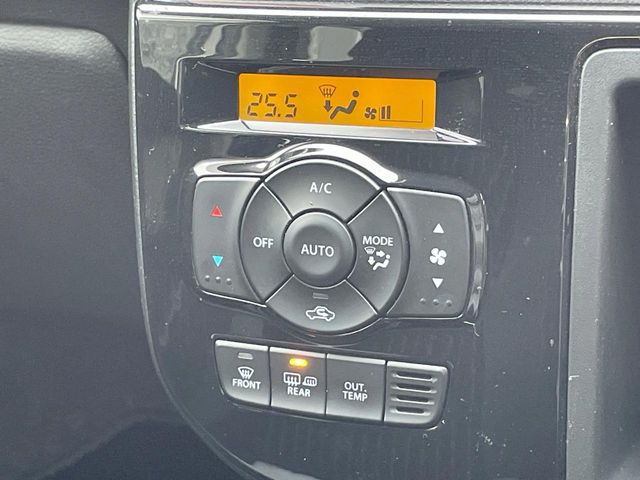 25.5
A/C
OFF
AUTO
MODE
FRONT
REAR
OUT.
TEMP